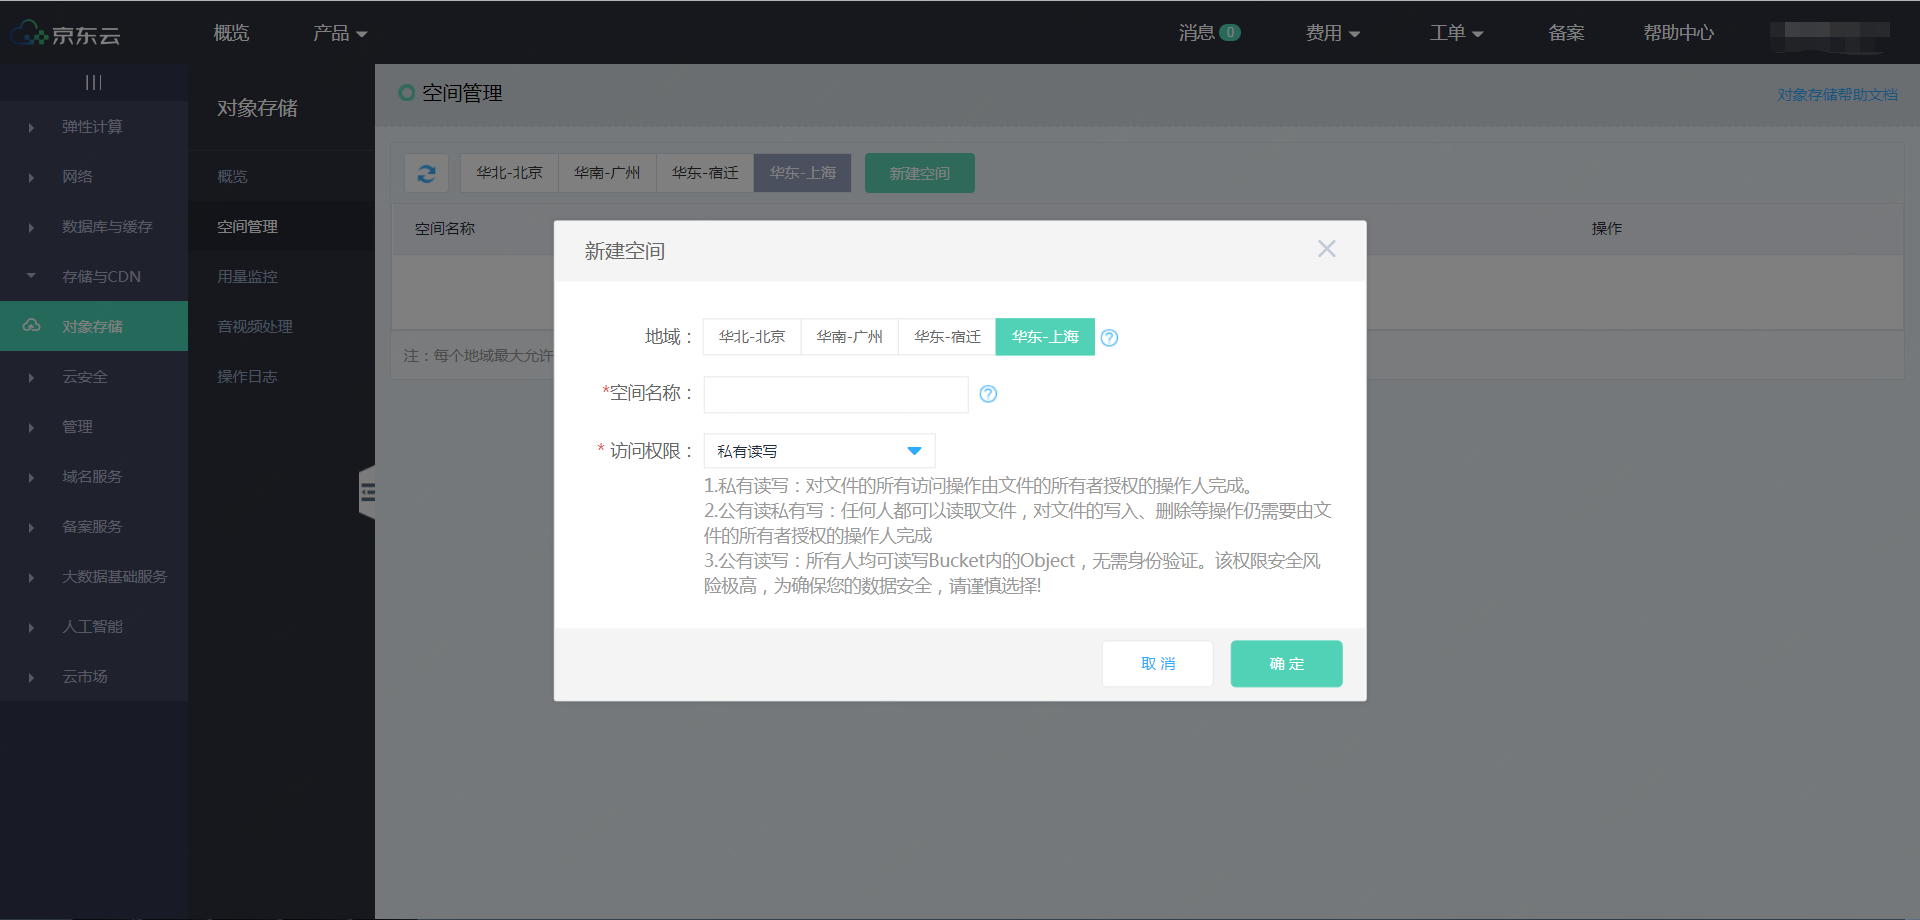 京东云
概览
产品
消息 0
费用
工单
备案
帮助中心
弹性计算
网络
数据库与缓存
存储与CDN
对象存储
云安全
管理
域名服务
备案服务
大数据基础服务
人工智能
云市场
对象存储
概览
空间管理
用量监控
音视频处理
操作日志
空间管理
对象存储帮助文档
华北-北京 华南-广州 华东-宿迁 华东-上海 新建空间
空间名称 操作
注：每个地域最大允许
新建空间
地域： 华北-北京 华南-广州 华东-宿迁 华东-上海 ?
*空间名称： ?
* 访问权限： 私有读写
1.私有读写：对文件的所有访问操作由文件的所有者授权的操作人完成。
2.公有读私有写：任何人都可以读取文件，对文件的写入、删除等操作仍需要由文
件的所有者授权的操作人完成
3.公有读写：所有人均可读写Bucket内的Object，无需身份验证。该权限安全风
险极高，为确保您的数据安全，请谨慎选择!
取 消 确 定